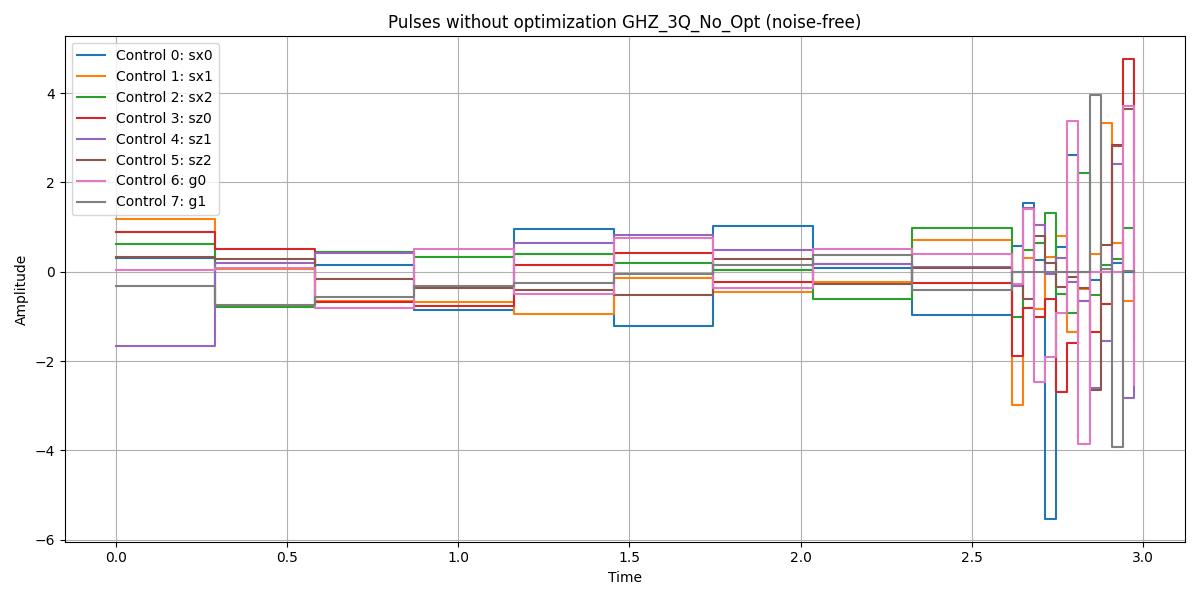 Pulses without optimization GHZ_3Q_No_Opt (noise-free)
Control 0: sx0
Control 1: sx1
Control 2: sx2
Control 3: sz0
Control 4: sz1
Control 5: sz2
Control 6: g0
Control 7: g1
Amplitude
4
2
0
−2
−4
−6
0.0 0.5 1.0 1.5 2.0 2.5 3.0
Time